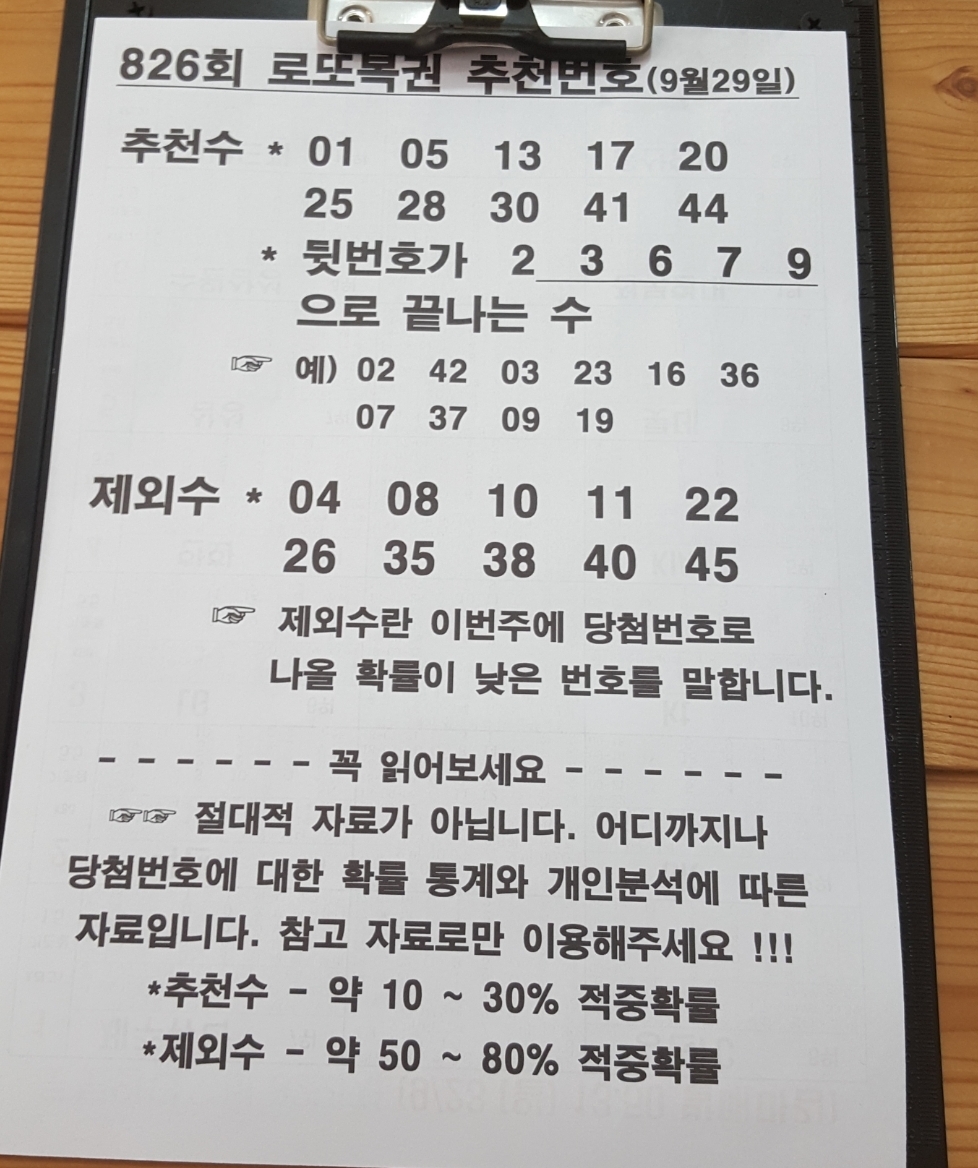 826회 로또복권 추천번호(9월29일)
추천수 * 01 05 13 17 20
25 28 30 41 44
* 뒷번호가 2 3 6 7 9
으로 끝나는 수
☞ 예) 02 42 03 23 16 36
07 37 09 19
제외수 * 04 08 10 11 22
26 35 38 40 45
☞ 제외수란 이번주에 당첨번호로
나올 확률이 낮은 번호를 말합니다.
- - - - - - 꼭 읽어보세요 - - - - - -
☞☞ 절대적 자료가 아닙니다. 어디까지나
당첨번호에 대한 확률 통계와 개인분석에 따른
자료입니다. 참고 자료로만 이용해주세요 !!!
*추천수 - 약 10 ~ 30% 적중확률
*제외수 - 약 50 ~ 80% 적중확률